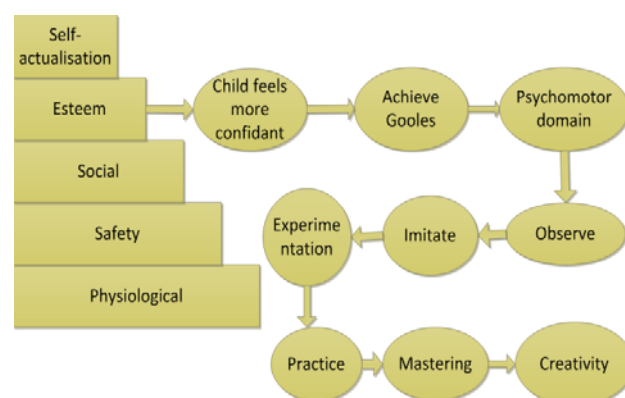 Self-
actualisation
Esteem
Social
Safety
Physiological
Child feels
more
confidant
Achieve
Gooles
Psychomotor
domain
Observe
Imitate
Experime
ntation
Practice
Mastering
Creativity